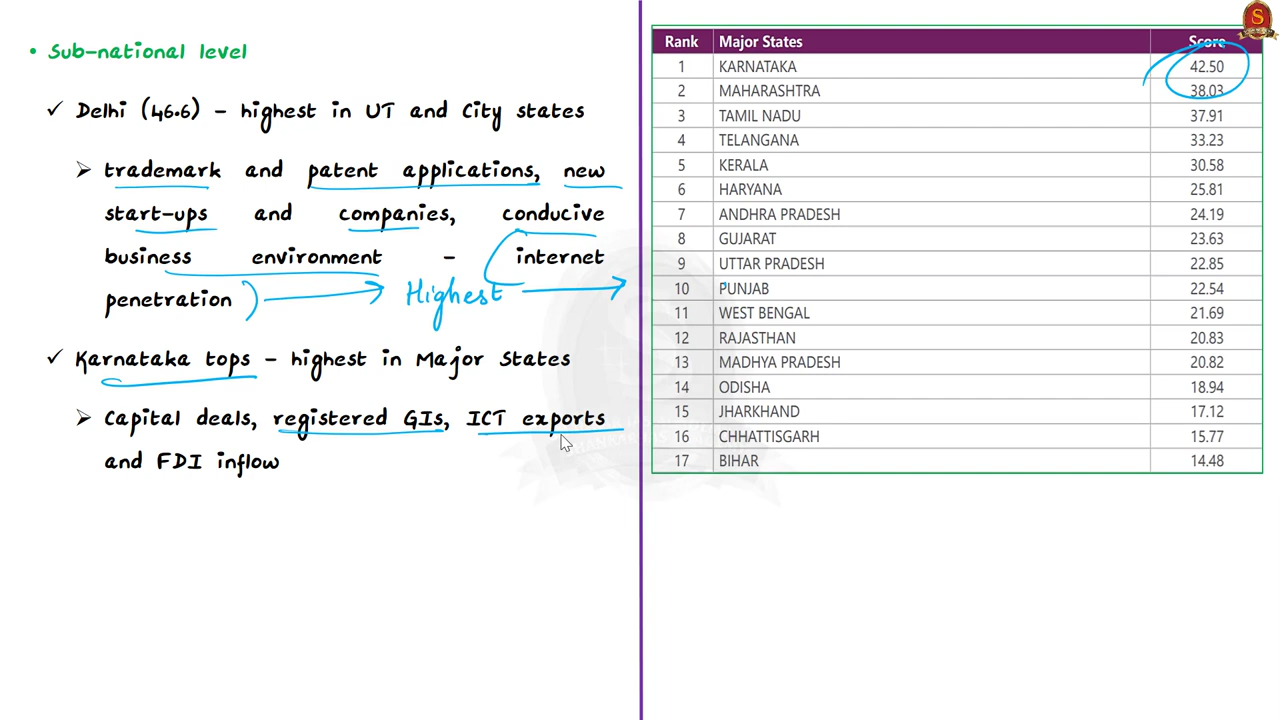 • Sub-national level
✓ Delhi (46.6) – highest in UT and City states
➢ trademark and patent applications, new
start-ups and companies, conducive
business environment – internet
penetration
Highest
✓ Karnataka tops – highest in Major States
➢ Capital deals, registered GIs, ICT exports
and FDI inflow
Rank Major States Score
1 KARNATAKA 42.50
2 MAHARASHTRA 38.03
3 TAMIL NADU 37.91
4 TELANGANA 33.23
5 KERALA 30.58
6 HARYANA 25.81
7 ANDHRA PRADESH 24.19
8 GUJARAT 23.63
9 UTTAR PRADESH 22.85
10 PUNJAB 22.54
11 WEST BENGAL 21.69
12 RAJASTHAN 20.83
13 MADHYA PRADESH 20.82
14 ODISHA 18.94
15 JHARKHAND 17.12
16 CHHATTISGARH 15.77
17 BIHAR 14.48